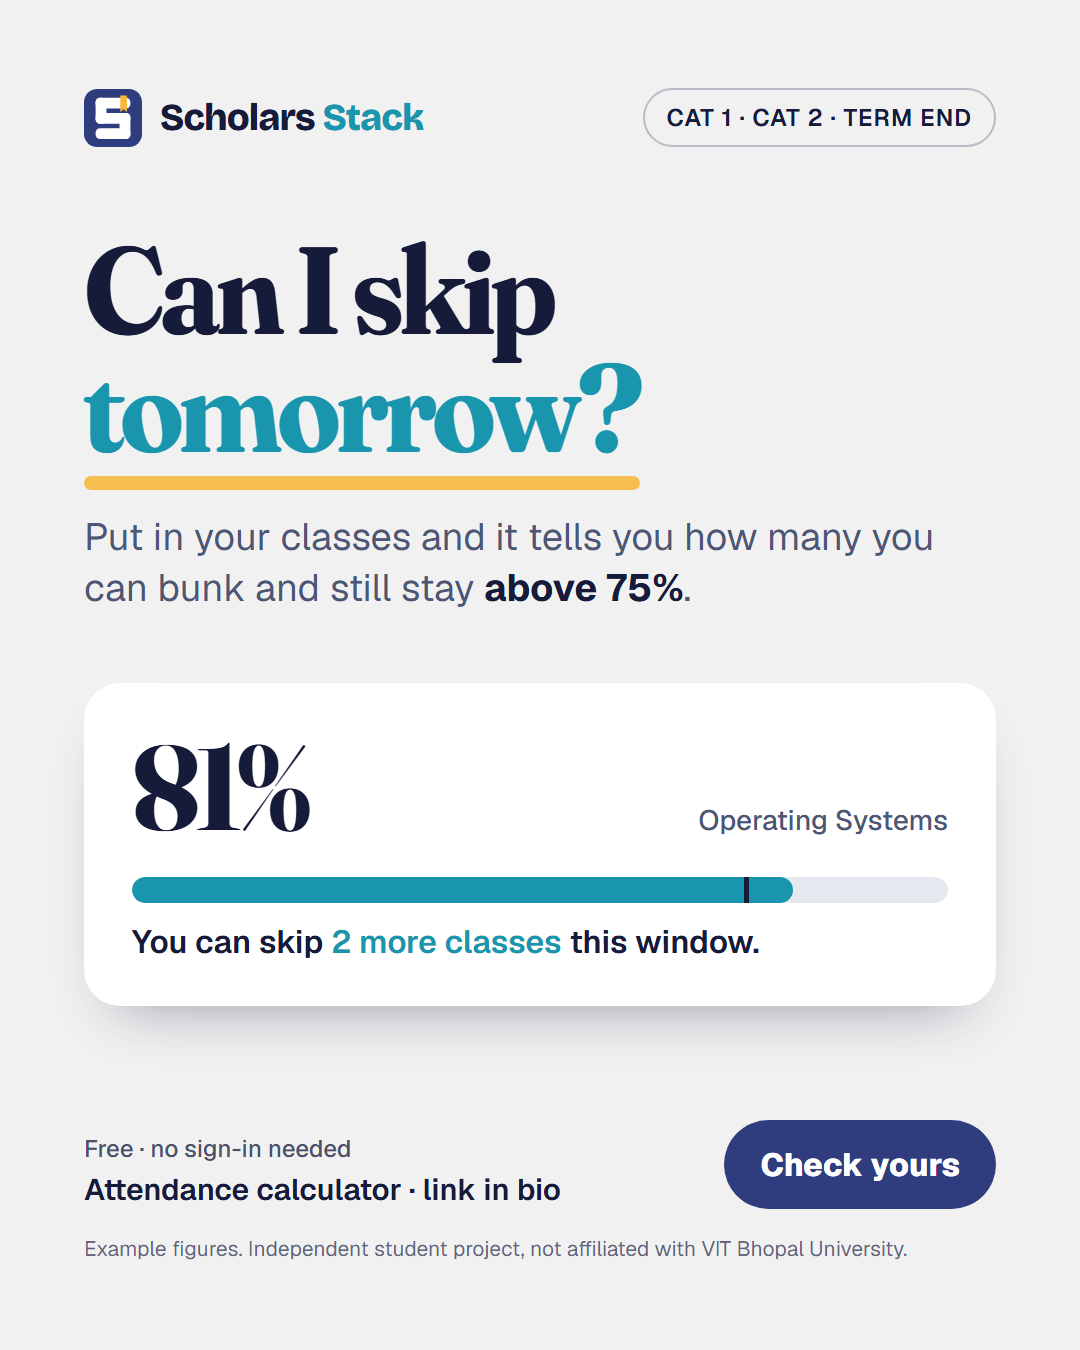 Scholars Stack
CAT 1 · CAT 2 · TERM END
Can I skip
tomorrow?
Put in your classes and it tells you how many you
can bunk and still stay above 75%.
81%
Operating Systems
You can skip 2 more classes this window.
Free · no sign-in needed
Attendance calculator · link in bio
Check yours
Example figures. Independent student project, not affiliated with VIT Bhopal University.